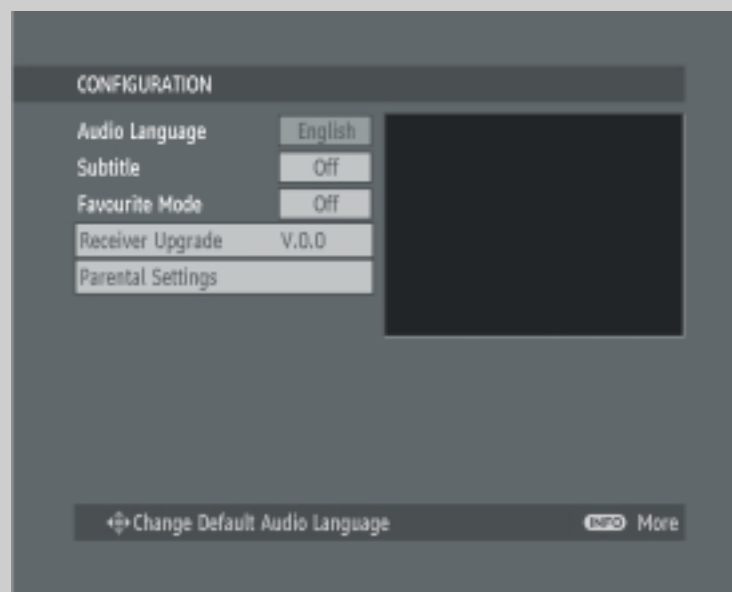 CONFIGURATION
Audio Language English
Subtitle Off
Favourite Mode Off
Receiver Upgrade V.0.0
Parental Settings
Change Default Audio Language INFO More